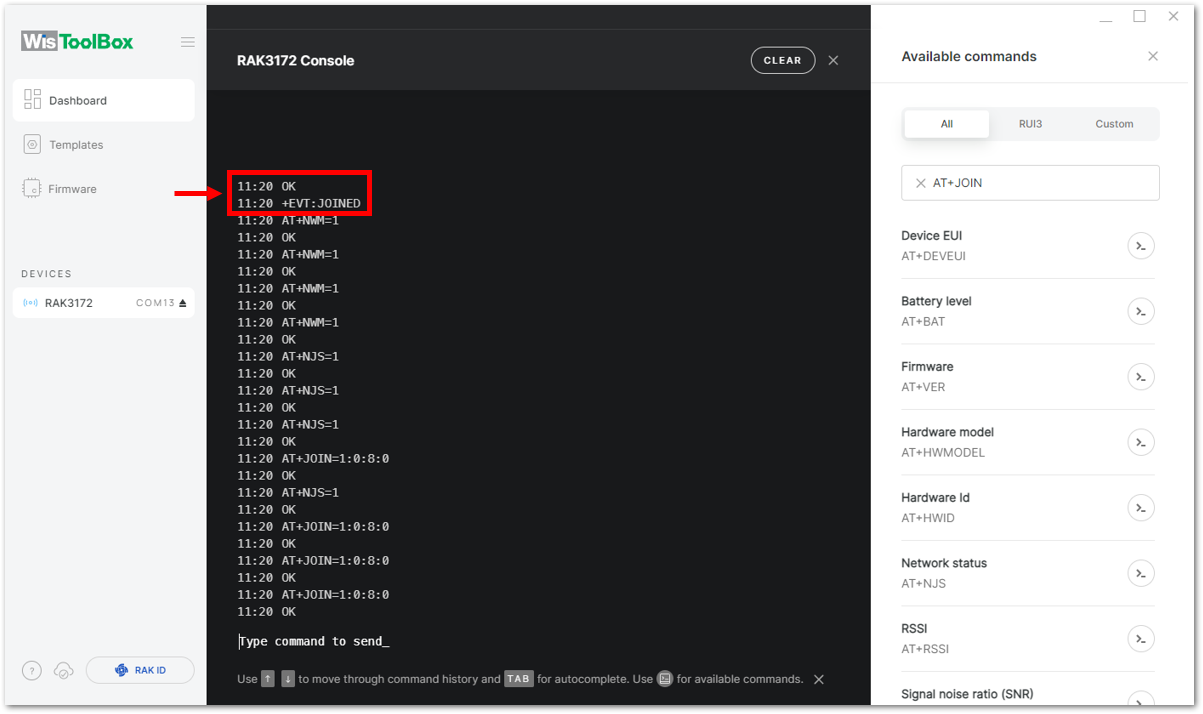 WisToolBox
Dashboard
Templates
Firmware
DEVICES
RAK3172 COM13
? RAK ID
RAK3172 Console CLEAR
11:20 OK
11:20 +EVT:JOINED
11:20 AT+NWM=1
11:20 OK
11:20 AT+NWM=1
11:20 OK
11:20 AT+NWM=1
11:20 OK
11:20 AT+NWM=1
11:20 OK
11:20 AT+NJS=1
11:20 OK
11:20 AT+NJS=1
11:20 OK
11:20 AT+NJS=1
11:20 OK
11:20 AT+JOIN=1:0:8:0
11:20 OK
11:20 AT+NJS=1
11:20 OK
11:20 AT+JOIN=1:0:8:0
11:20 OK
11:20 AT+JOIN=1:0:8:0
11:20 OK
11:20 AT+JOIN=1:0:8:0
11:20 OK
Type command to send_
Use ↑ ↓ to move through command history and TAB for autocomplete. Use for available commands.
Available commands
All RUI3 Custom
AT+JOIN
Device EUI
AT+DEVEUI
Battery level
AT+BAT
Firmware
AT+VER
Hardware model
AT+HWMODEL
Hardware Id
AT+HWID
Network status
AT+NJS
RSSI
AT+RSSI
Signal noise ratio (SNR)